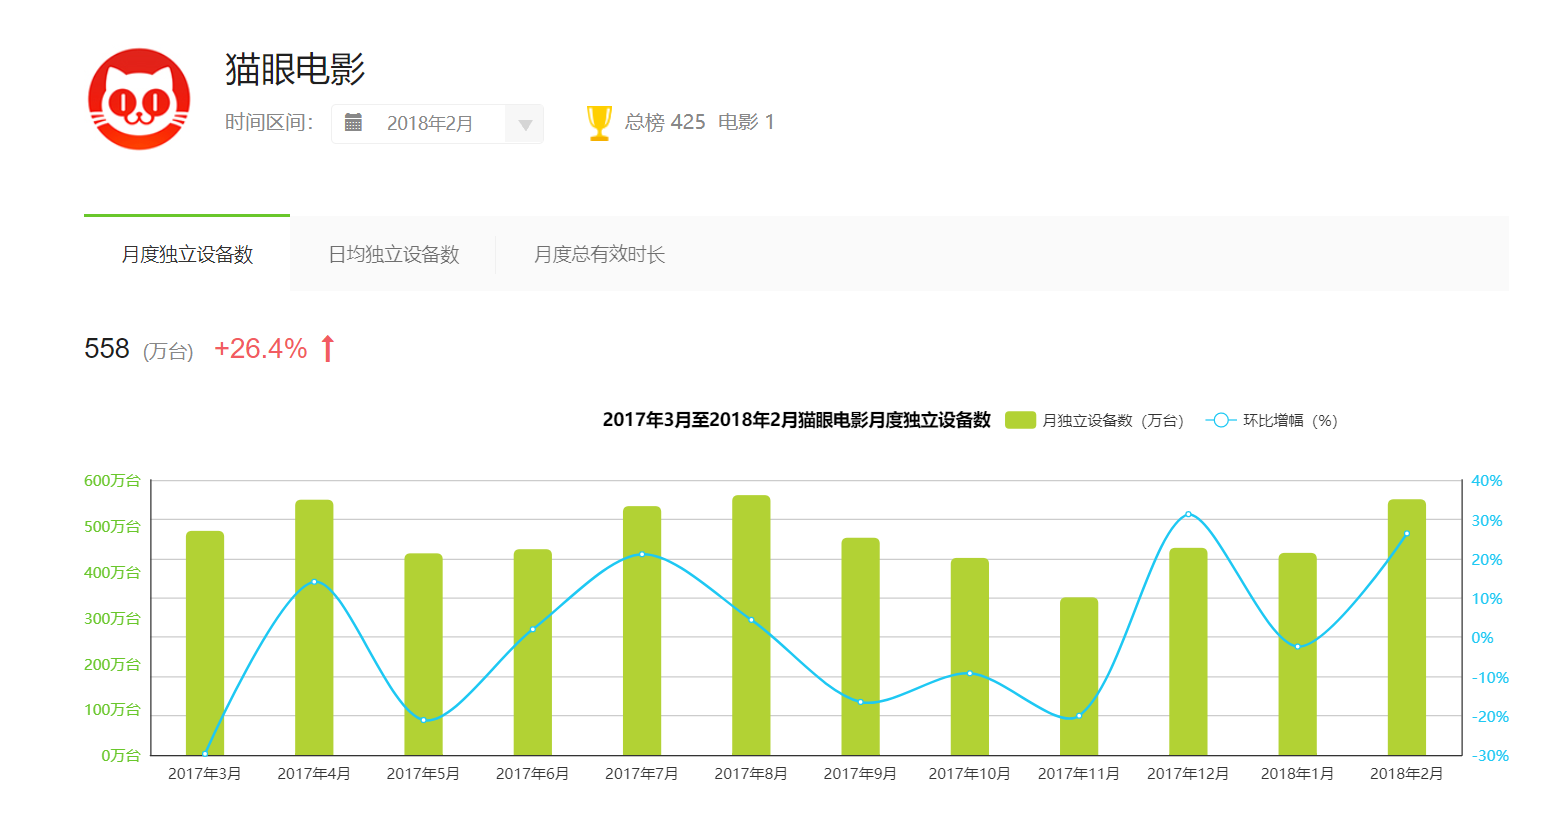 猫眼电影
时间区间： 2018年2月 总榜 425 电影 1
月度独立设备数 日均独立设备数 月度总有效时长
558 (万台) +26.4%
2017年3月至2018年2月猫眼电影月度独立设备数 月独立设备数（万台） 环比增幅（%）
600万台
500万台
400万台
300万台
200万台
100万台
0万台
40%
30%
20%
10%
0%
-10%
-20%
-30%
2017年3月 2017年4月 2017年5月 2017年6月 2017年7月 2017年8月 2017年9月 2017年10月 2017年11月 2017年12月 2018年1月 2018年2月